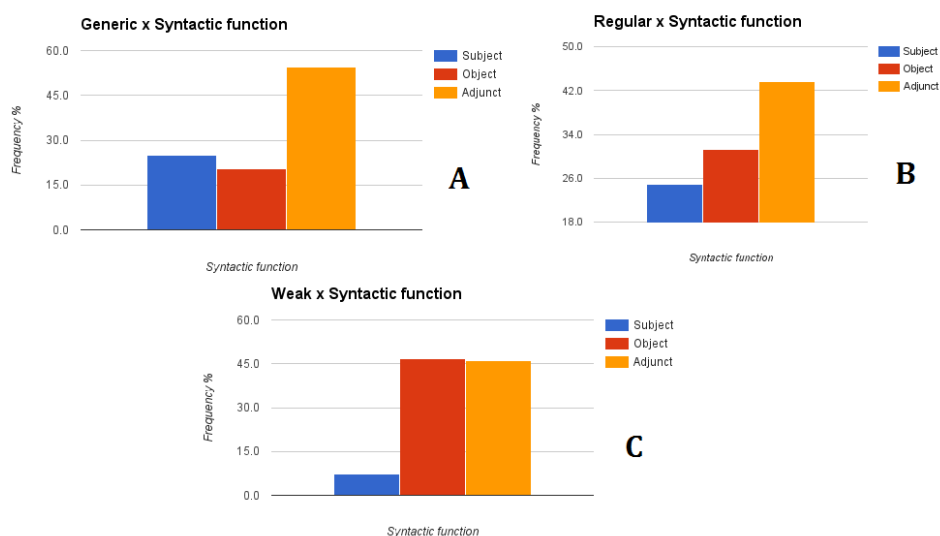 Generic x Syntactic function
60.0
45.0
30.0
15.0
0.0
Frequency %
Syntactic function
Subject
Object
Adjunct
A
Regular x Syntactic function
50.0
42.0
34.0
26.0
18.0
Frequency %
Syntactic function
Subject
Object
Adjunct
B
Weak x Syntactic function
60.0
45.0
30.0
15.0
0.0
Frequency %
Syntactic function
Subject
Object
Adjunct
C